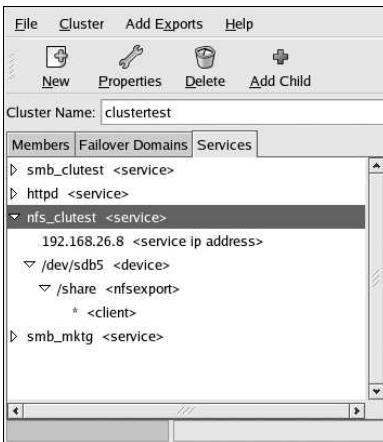 File Cluster Add Exports Help
New Properties Delete Add Child
Cluster Name: clustertest
Members Failover Domains Services
smb_clutest <service>
httpd <service>
nfs_clutest <service>
192.168.26.8 <service ip address>
/dev/sdb5 <device>
/share <nfsexport>
* <client>
smb_mktg <service>